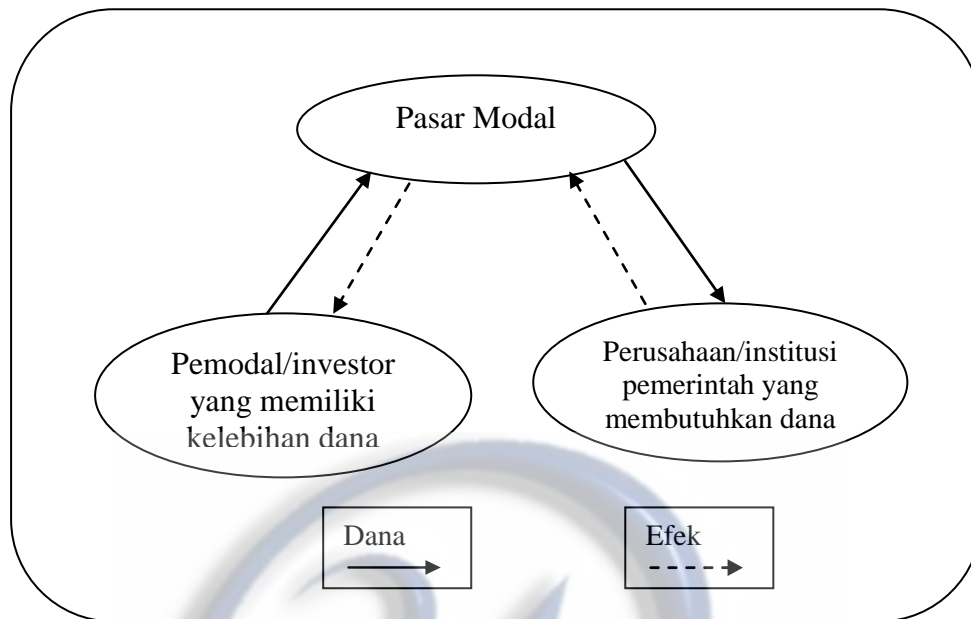 Pasar Modal
Pemodal/investor
yang memiliki
kelebihan dana
Perusahaan/institusi
pemerintah yang
membutuhkan dana
Dana
Efek